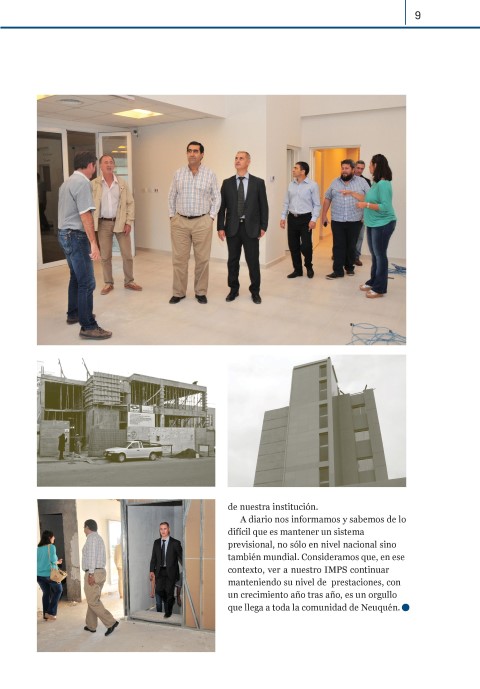 9
de nuestra institución.
A diario nos informamos y sabemos de lo
difícil que es mantener un sistema
previsional, no sólo en nivel nacional sino
también mundial. Consideramos que, en ese
contexto, ver a nuestro IMPS continuar
manteniendo su nivel de prestaciones, con
un crecimiento año tras año, es un orgullo
que llega a toda la comunidad de Neuquén.